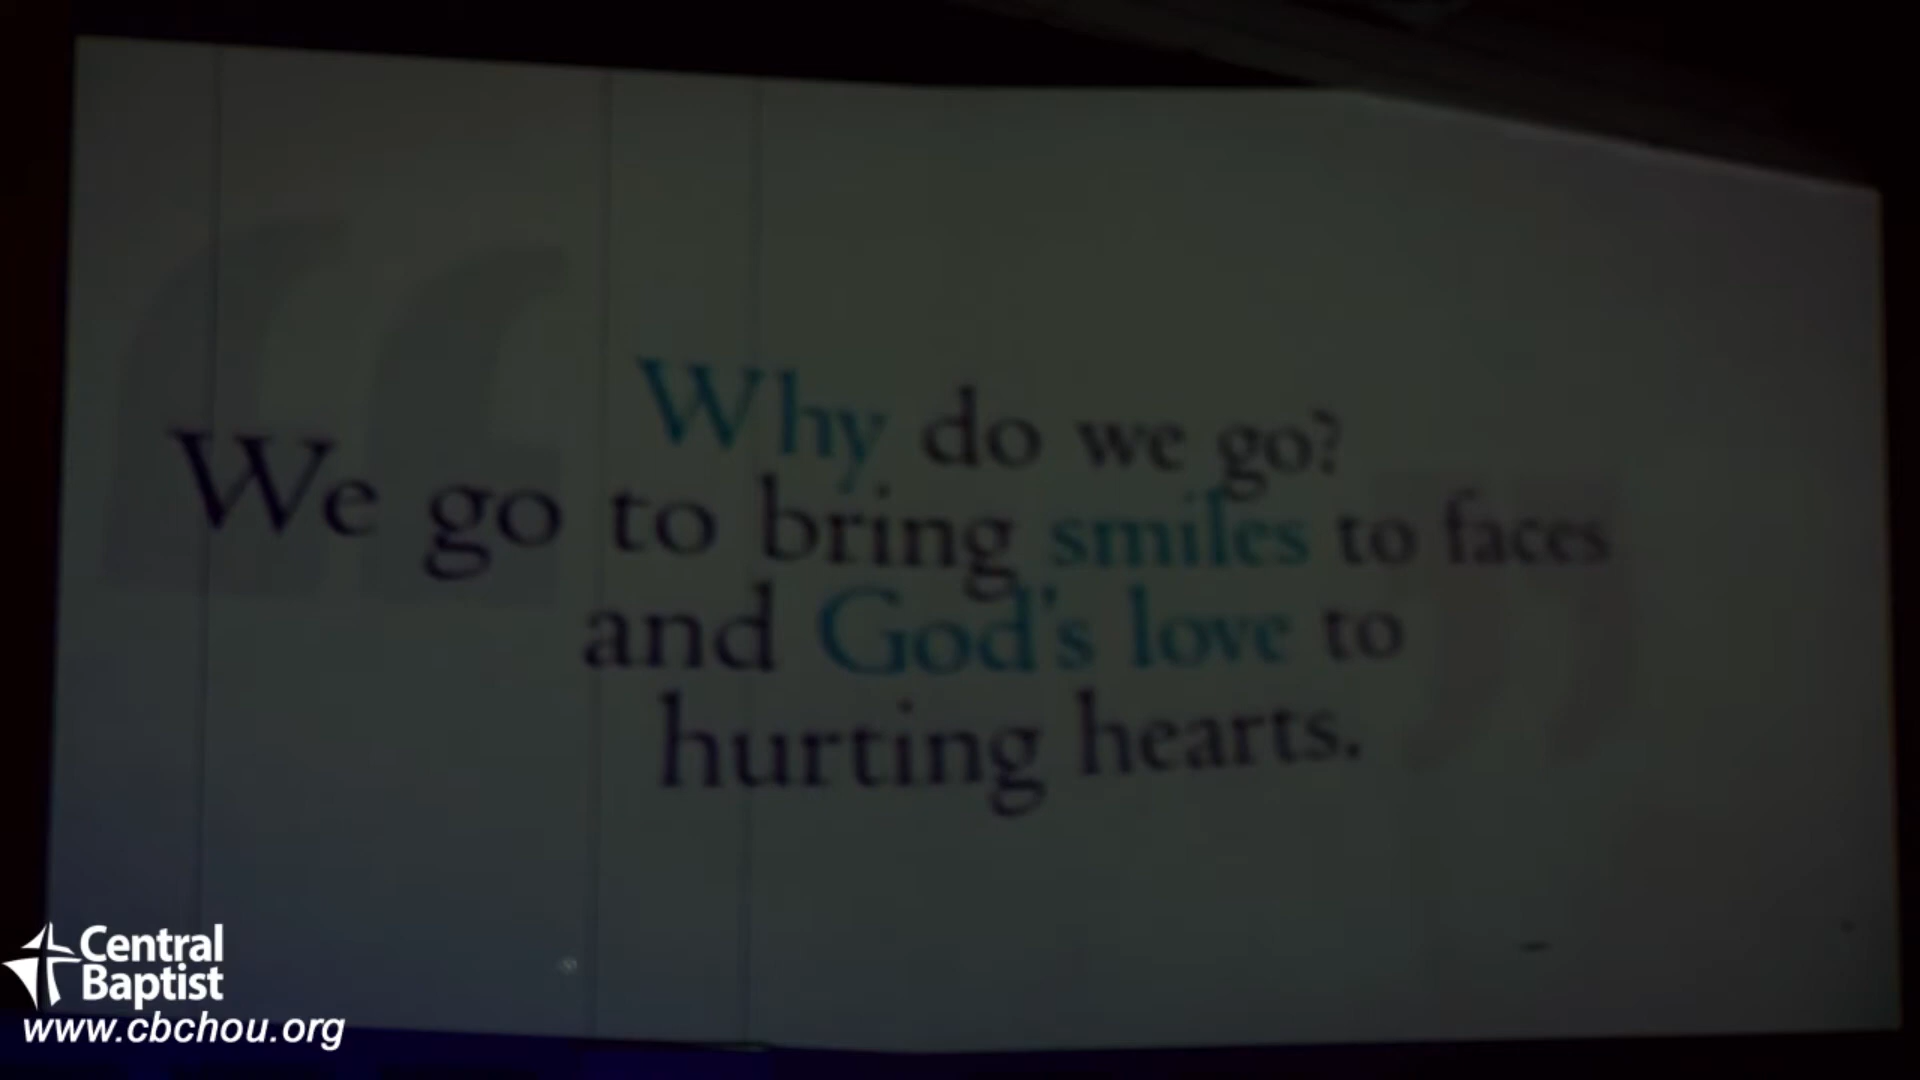 Why do we go?
We go to bring smiles to faces
and God's love to
hurting hearts.
Central
Baptist
www.cbchou.org